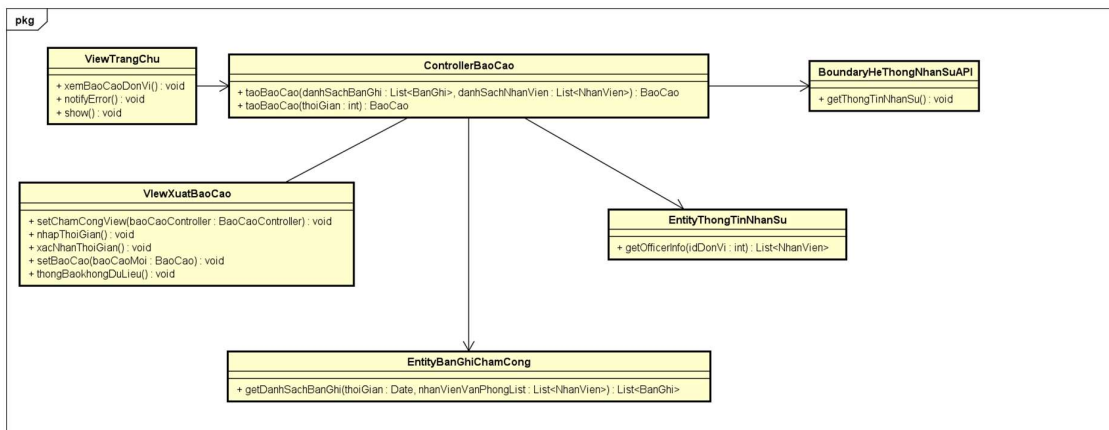 pkg
ViewTrangChu
+ xemBaoCaoDonVi() : void
+ notifyError() : void
+ show() : void
ControllerBaoCao
+ taoBaoCao(danhSachBanGhi : List<BanGhi>, danhSachNhanVien : List<NhanVien>) : BaoCao
+ taoBaoCao(thoiGian : int) : BaoCao
BoundaryHeThongNhanSuAPI
+ getThongTinNhanSu() : void
VIewXuatBaoCao
+ setChamCongView(baoCaoController : BaoCaoController) : void
+ nhapThoiGian() : void
+ xacNhanThoiGian() : void
+ setBaoCao(baoCaoMoi : BaoCao) : void
+ thongBaokhongDuLieu() : void
EntityThongTinNhanSu
+ getOfficerInfo(idDonVi : int) : List<NhanVien>
EntityBanGhiChamCong
+ getDanhSachBanGhi(thoiGian : Date, nhanVienVanPhongList : List<NhanVien>) : List<BanGhi>